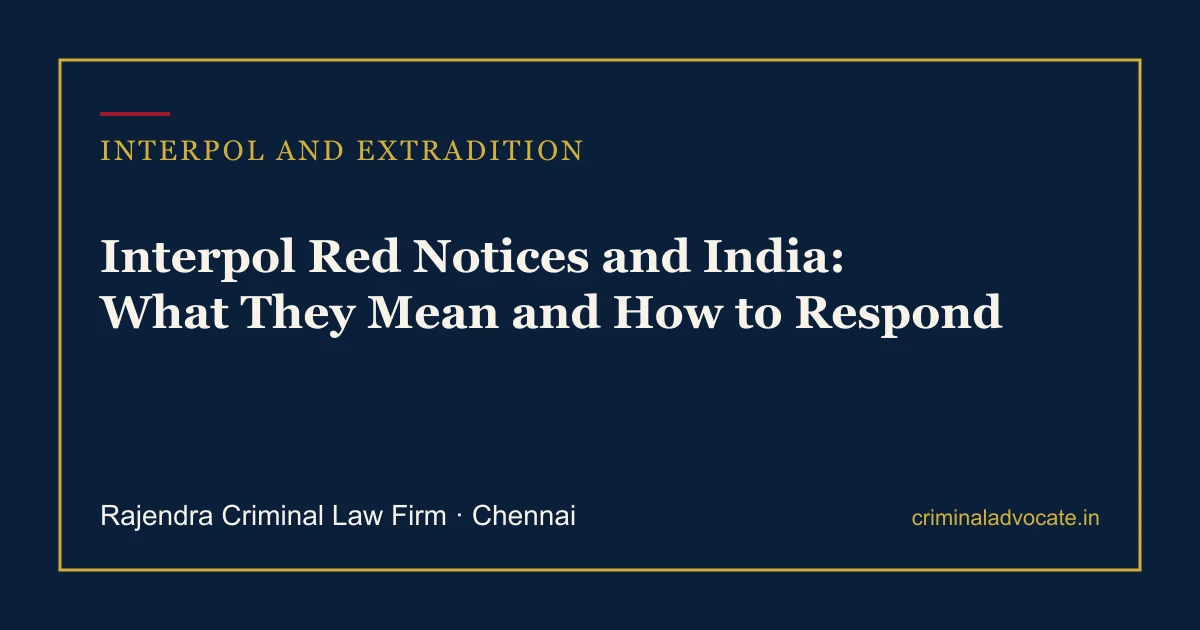 INTERPOL AND EXTRADITION
Interpol Red Notices and India:
What They Mean and How to Respond
Rajendra Criminal Law Firm · Chennai
criminaladvocate.in